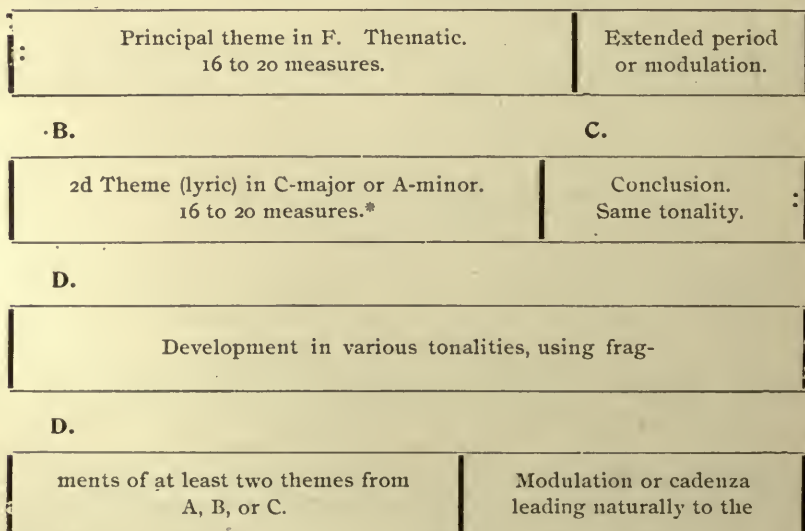 Principal theme in F. Thematic.
16 to 20 measures.
Extended period
or modulation.
B.
C.
2d Theme (lyric) in C-major or A-minor.
16 to 20 measures.*
Conclusion.
Same tonality.
D.
Development in various tonalities, using frag-
D.
ments of at least two themes from
A, B, or C.
Modulation or cadenza
leading naturally to the